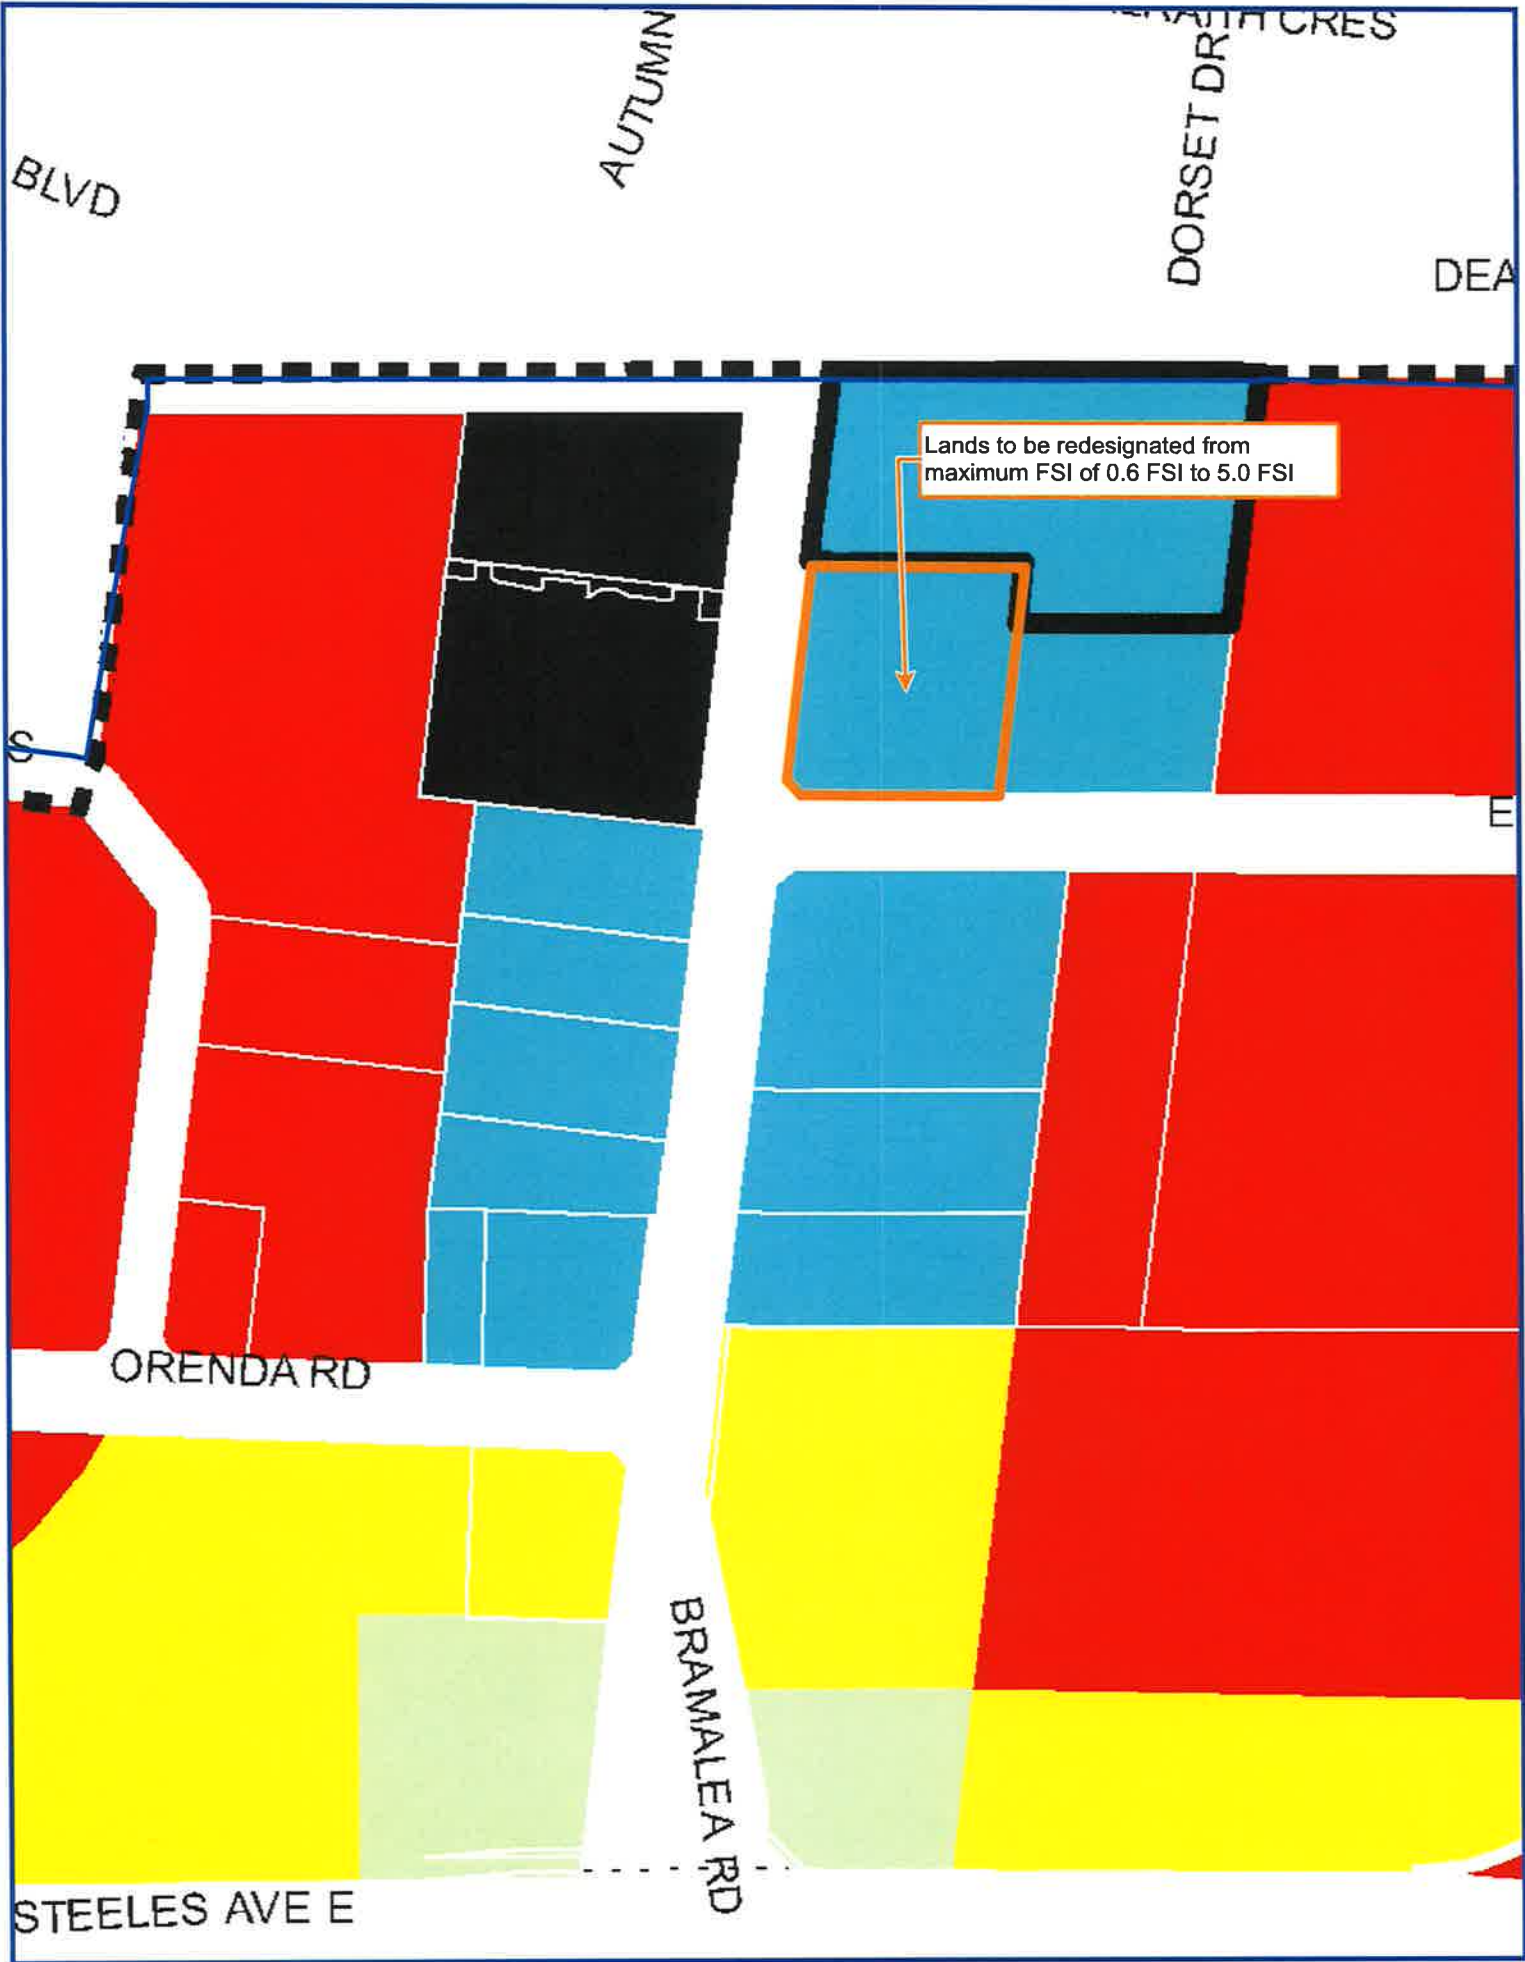 CRES
AUTUMN
DORSET DR
BLVD
DEA
Lands to be redesignated from
maximum FSI of 0.6 FSI to 5.0 FSI
S
E
ORENDA RD
BRAMALEA RD
STEELES AVE E